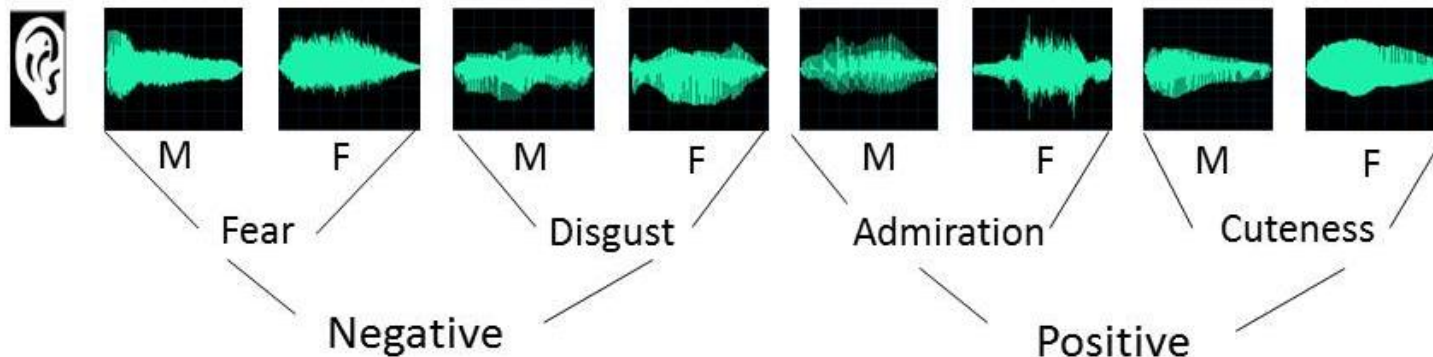 M F M F M F M F
Fear Disgust Admiration Cuteness
Negative Positive